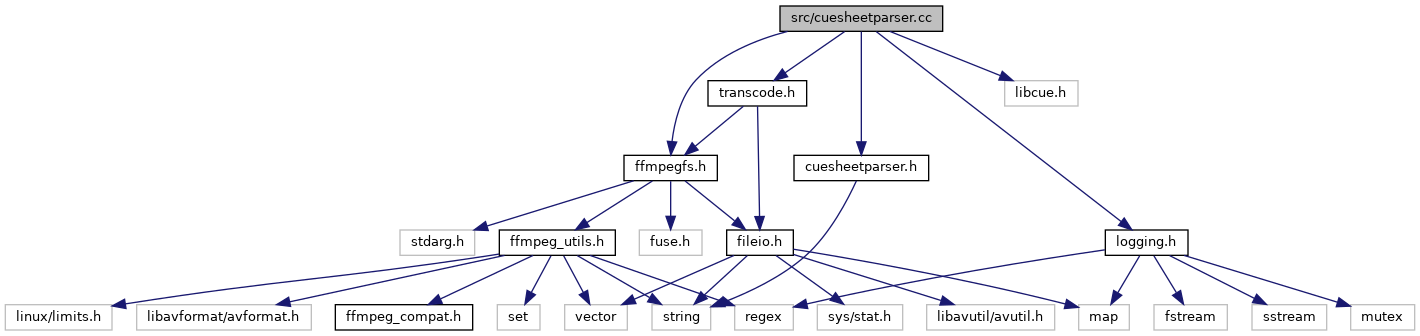 src/cuesheetparser.cc
transcode.h
libcue.h
ffmpegfs.h
cuesheetparser.h
stdarg.h
ffmpeg_utils.h
fuse.h
fileio.h
logging.h
linux/limits.h
libavformat/avformat.h
ffmpeg_compat.h
set
vector
string
regex
sys/stat.h
libavutil/avutil.h
map
fstream
sstream
mutex